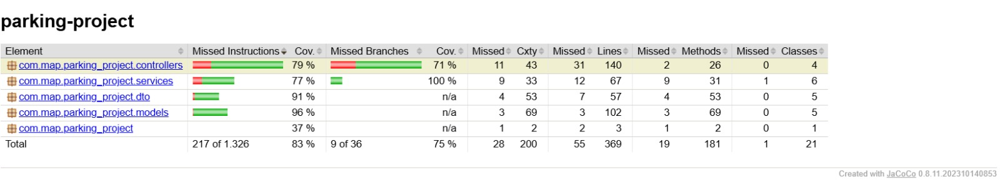 parking-project
Element Missed Instructions Cov. Missed Branches Cov. Missed Cxty Missed Lines Missed Methods Missed Classes
com.map.parking_project.controllers 79 % 71 % 11 43 31 140 2 26 0 4
com.map.parking_project.services 77 % 100 % 9 33 12 67 9 31 1 6
com.map.parking_project.dto 91 % n/a 4 53 7 57 4 53 0 5
com.map.parking_project.models 96 % n/a 3 69 3 102 3 69 0 5
com.map.parking_project 37 % n/a 1 2 2 3 1 2 0 1
Total 217 of 1.326 83 % 9 of 36 75 % 28 200 55 369 19 181 1 21
Created with JaCoCo 0.8.11.202310140853